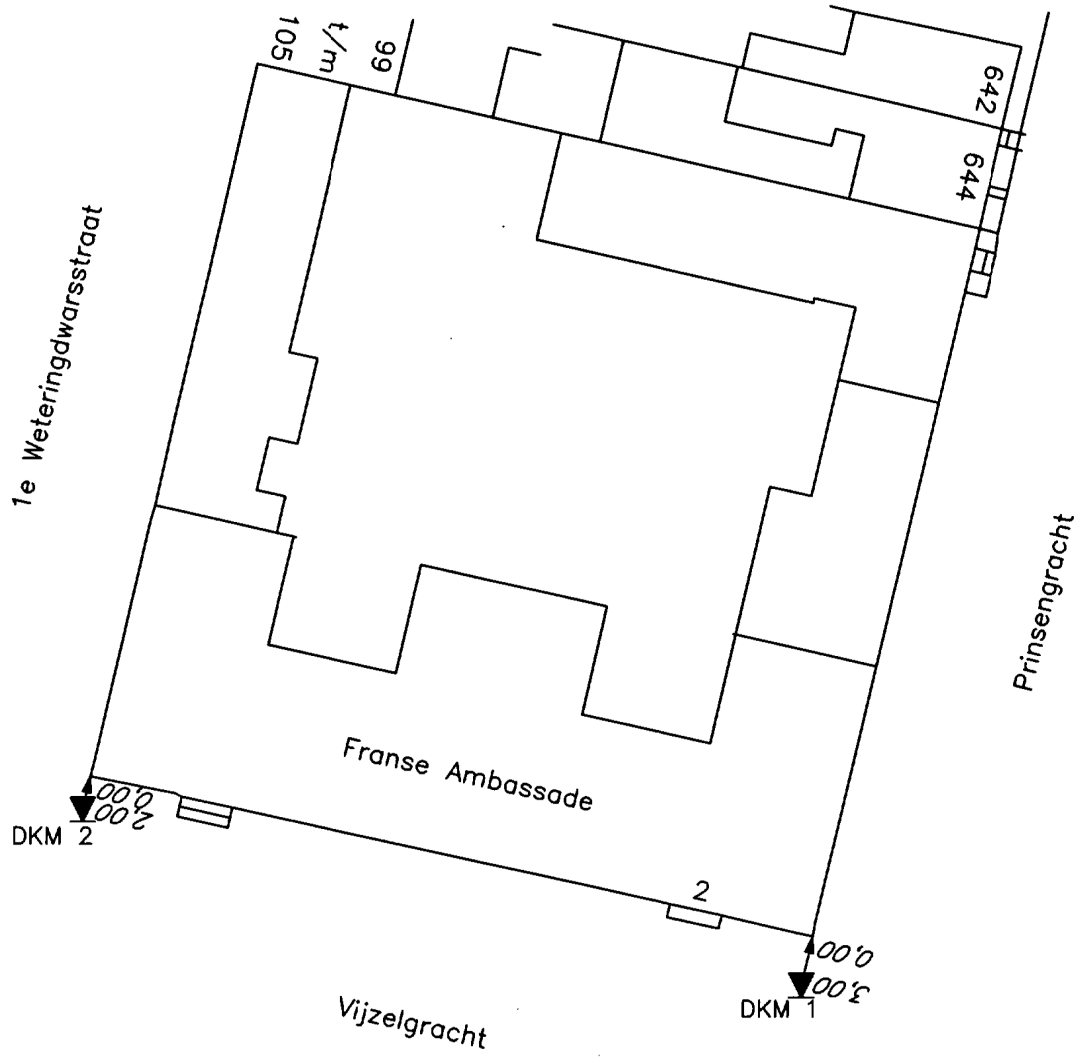 105
t/m
99
642
644
1e Weteringdwarsstraat
Prinsengracht
Franse Ambassade
0,00
2,00
DKM 2
2
0,00
3,00
DKM 1
Vijzelgracht